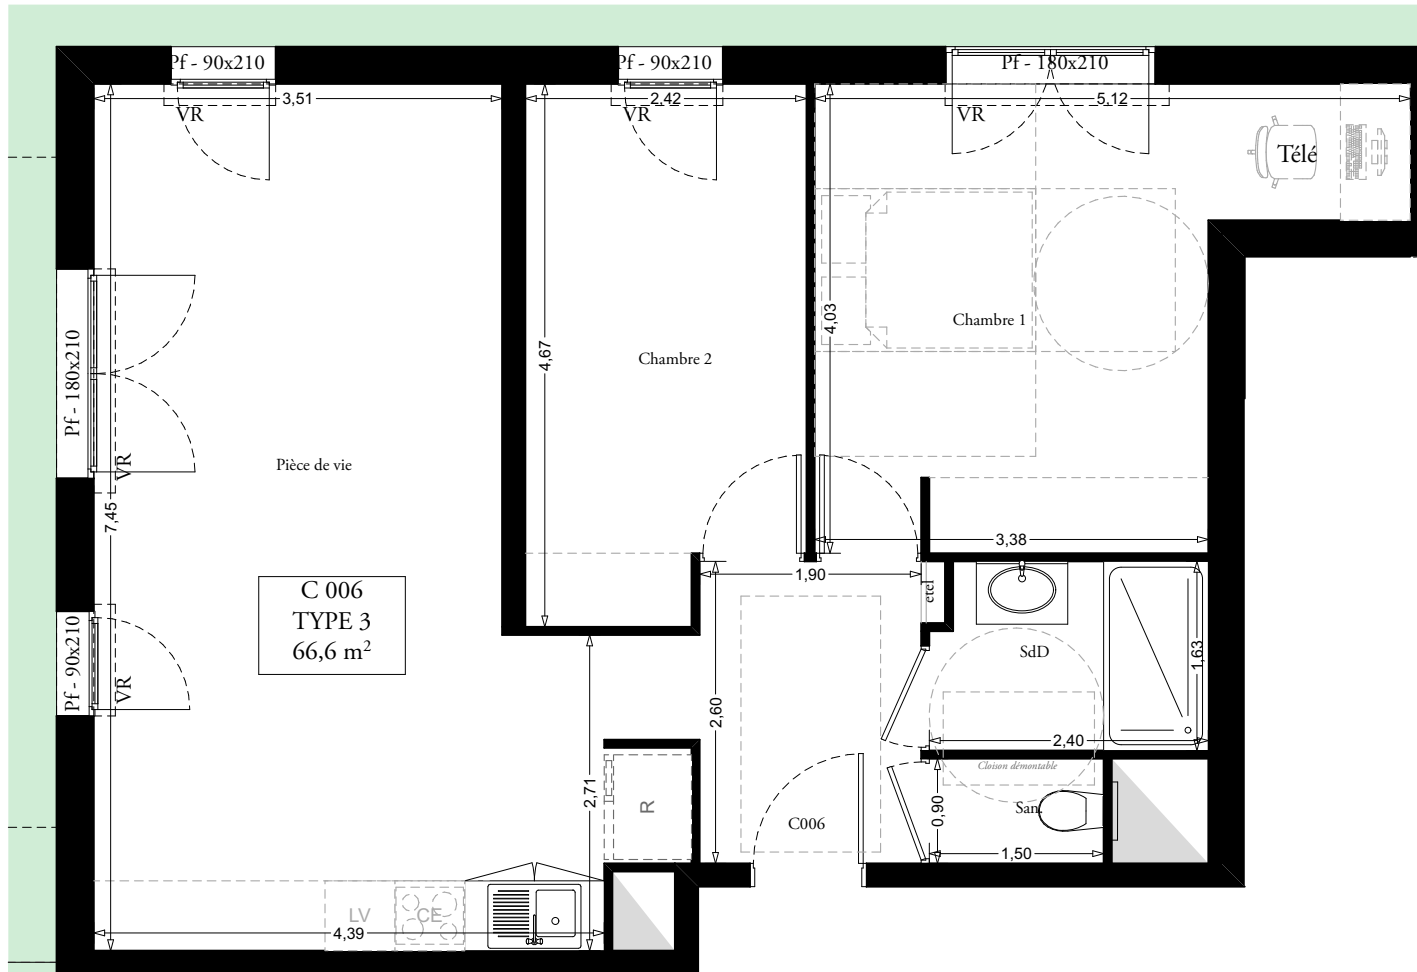 Pf - 90x210
Pf - 90x210
Pf - 180x210
3,51
2,42
5,12
VR
VR
VR
Télé
4,03
Chambre 1
4,67
Chambre 2
Pf - 180x210
VR
Pièce de vie
7,45
3,38
1,90
etel
C 006
TYPE 3
66,6 m²
Pf - 90x210
VR
SdD
1,63
2,60
2,40
Cloison démontable
2,71
R
San.
0,90
C006
1,50
LV
CE
4,39